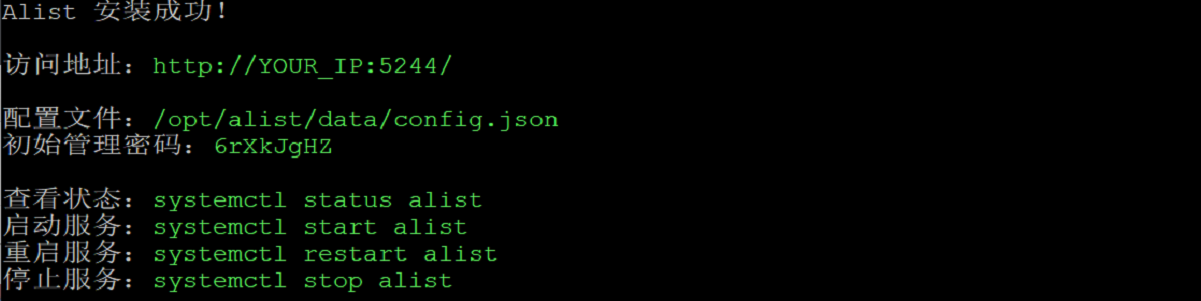 Alist 安装成功！
访问地址：http://YOUR_IP:5244/
配置文件：/opt/alist/data/config.json
初始管理密码：6rXkJgHZ
查看状态：systemctl status alist
启动服务：systemctl start alist
重启服务：systemctl restart alist
停止服务：systemctl stop alist